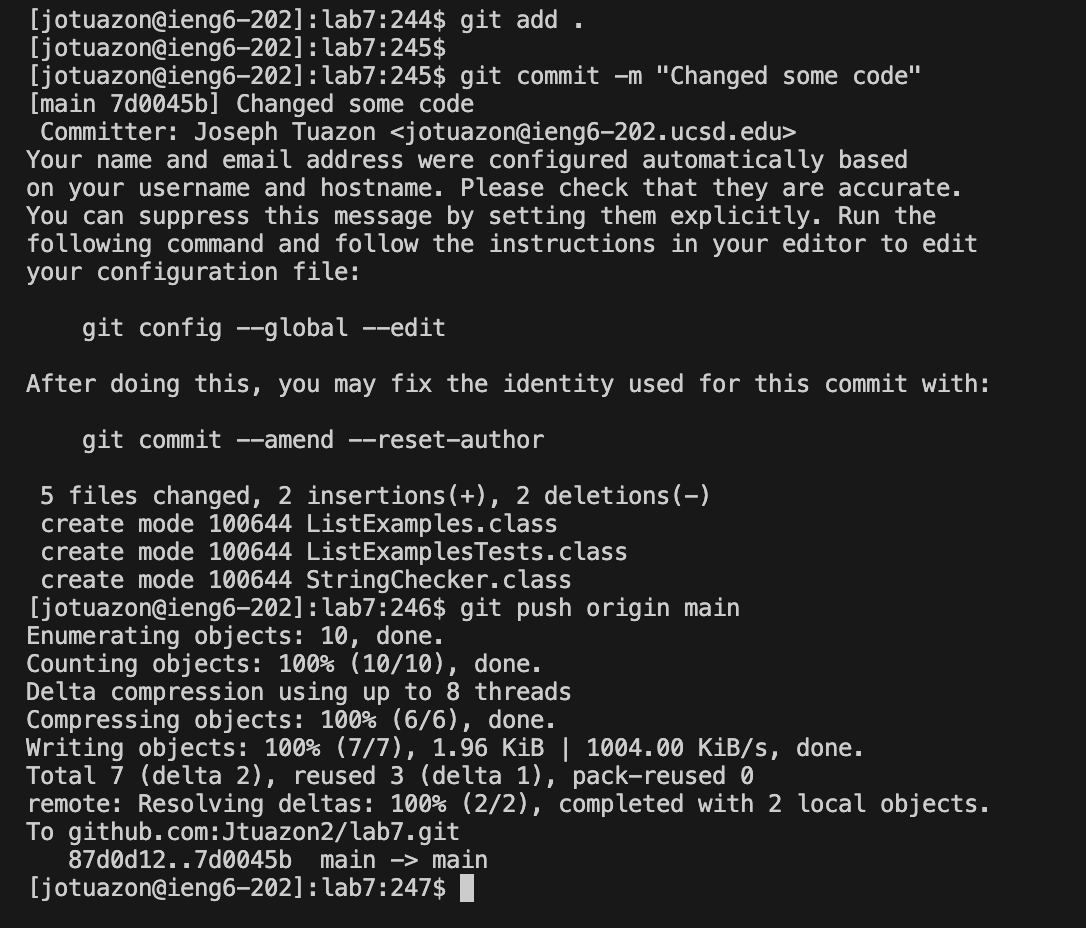 [jotuazon@ieng6-202]:lab7:244$ git add .
[jotuazon@ieng6-202]:lab7:245$
[jotuazon@ieng6-202]:lab7:245$ git commit -m "Changed some code"
[main 7d0045b] Changed some code
 Committer: Joseph Tuazon <jotuazon@ieng6-202.ucsd.edu>
Your name and email address were configured automatically based
on your username and hostname. Please check that they are accurate.
You can suppress this message by setting them explicitly. Run the
following command and follow the instructions in your editor to edit
your configuration file:

    git config --global --edit

After doing this, you may fix the identity used for this commit with:

    git commit --amend --reset-author

 5 files changed, 2 insertions(+), 2 deletions(-)
 create mode 100644 ListExamples.class
 create mode 100644 ListExamplesTests.class
 create mode 100644 StringChecker.class
[jotuazon@ieng6-202]:lab7:246$ git push origin main
Enumerating objects: 10, done.
Counting objects: 100% (10/10), done.
Delta compression using up to 8 threads
Compressing objects: 100% (6/6), done.
Writing objects: 100% (7/7), 1.96 KiB | 1004.00 KiB/s, done.
Total 7 (delta 2), reused 3 (delta 1), pack-reused 0
remote: Resolving deltas: 100% (2/2), completed with 2 local objects.
To github.com:Jtuazon2/lab7.git
   87d0d12..7d0045b  main -> main
[jotuazon@ieng6-202]:lab7:247$